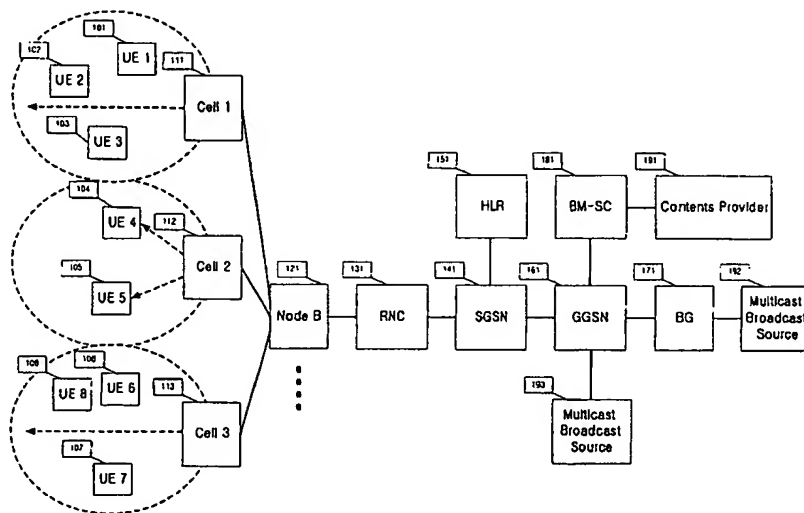 101
UE 1
102
UE 2
111
Cell 1
103
UE 3
104
UE 4
112
Cell 2
105
UE 5
108
UE 8
106
UE 6
113
Cell 3
107
UE 7
121
Node B
131
RNC
141
SGSN
151
HLR
161
GGSN
181
BM-SC
191
Contents Provider
171
BG
192
Multicast
Broadcast
Source
193
Multicast
Broadcast
Source